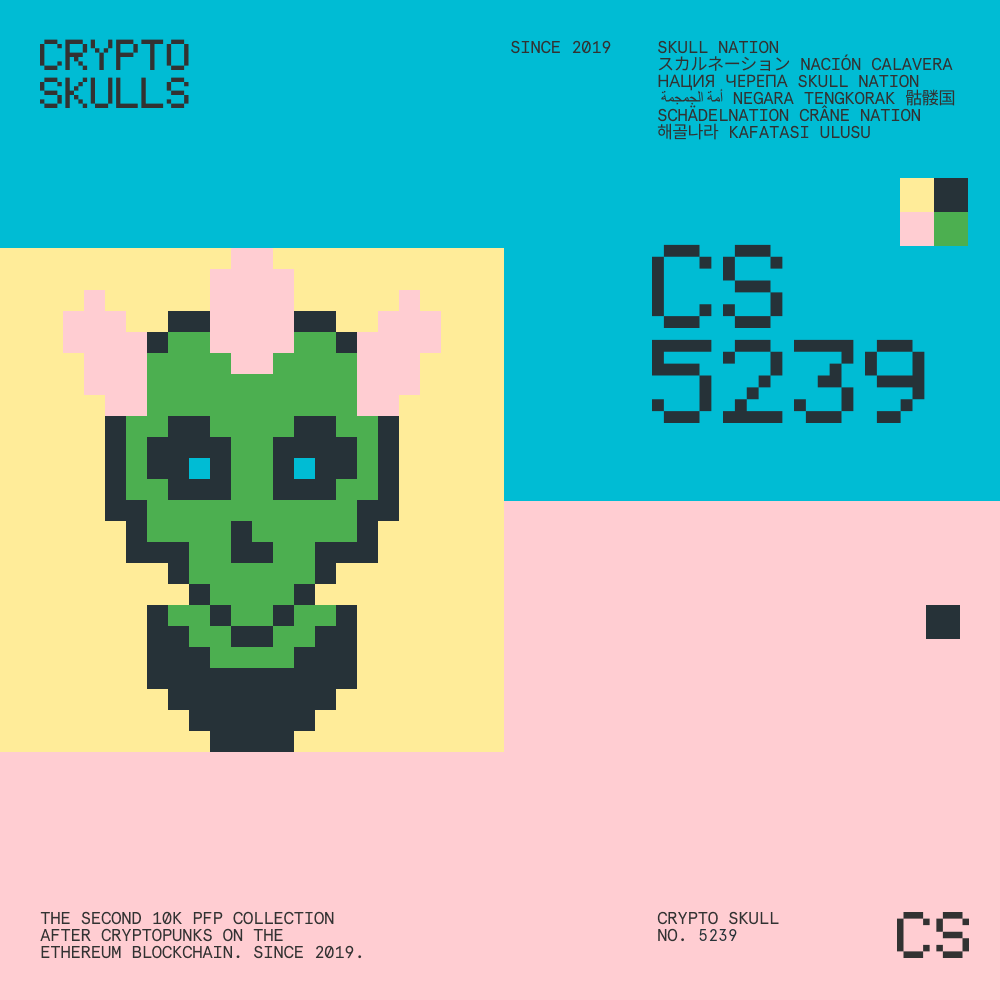 CRYPTO
SKULLS
SINCE 2019
SKULL NATION
スカルネーション NACIÓN CALAVERA
НАЦИЯ ЧЕРЕПА SKULL NATION
أمة الجمجمة NEGARA TENGKORAK 骷髅国
SCHÄDELNATION CRÂNE NATION
해골나라 KAFATASI ULUSU
CS
5239
THE SECOND 10K PFP COLLECTION
AFTER CRYPTOPUNKS ON THE
ETHEREUM BLOCKCHAIN. SINCE 2019.
CRYPTO SKULL
NO. 5239
CS